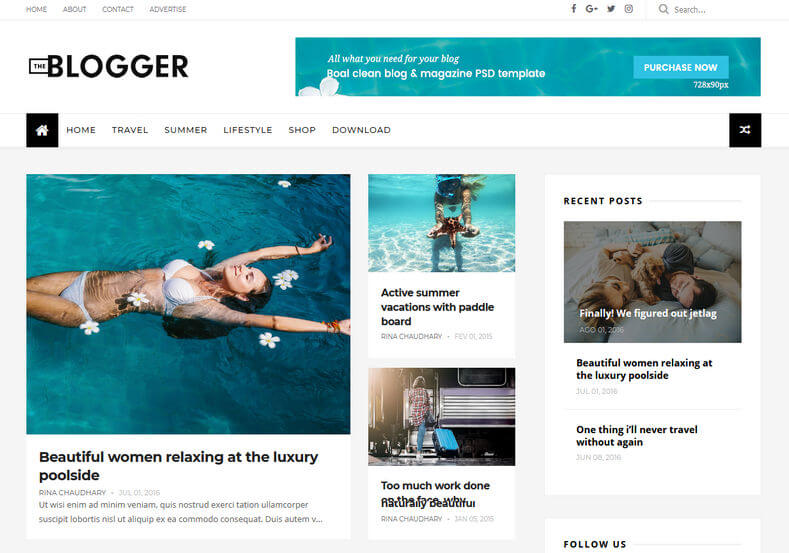 HOME ABOUT CONTACT ADVERTISE
Search...
THE BLOGGER
All what you need for your blog
Boal clean blog & magazine PSD template
PURCHASE NOW
728x90px
HOME TRAVEL SUMMER LIFESTYLE SHOP DOWNLOAD
Beautiful women relaxing at the luxury
poolside
RINA CHAUDHARY - JUL 01, 2016
Ut wisi enim ad minim veniam, quis nostrud exerci tation ullamcorper
suscipit lobortis nisl ut aliquip ex ea commodo consequat. Duis autem v...
Active summer
vacations with paddle
board
RINA CHAUDHARY - FEV 01, 2015
Too much work done
on the face, why
naturally beautiful
RINA CHAUDHARY - JAN 05, 2015
RECENT POSTS
Finally! We figured out jetlag
AGO 01, 2016
Beautiful women relaxing at
the luxury poolside
JUL 01, 2016
One thing i'll never travel
without again
JUN 08, 2016
FOLLOW US